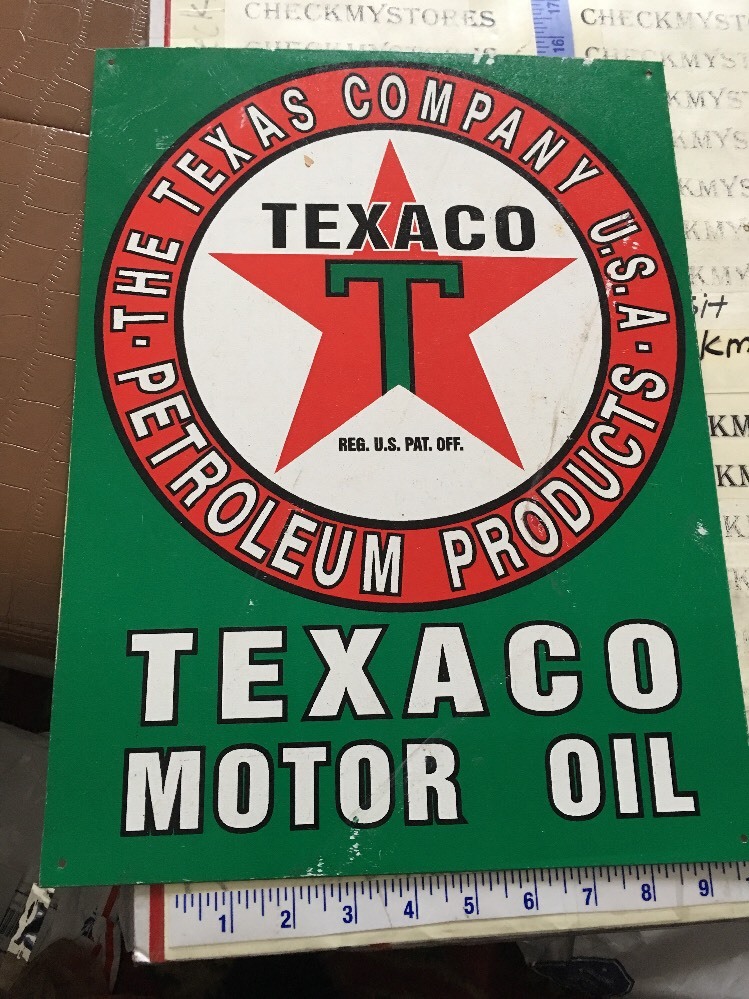 CHECKMYSTORES
CHECKMYST
THE TEXAS COMPANY U.S.A
TEXACO
T
REG. U.S. PAT. OFF.
PETROLEUM PRODUCTS
TEXACO
MOTOR OIL
1 2 3 4 5 6 7 8 9
16
17